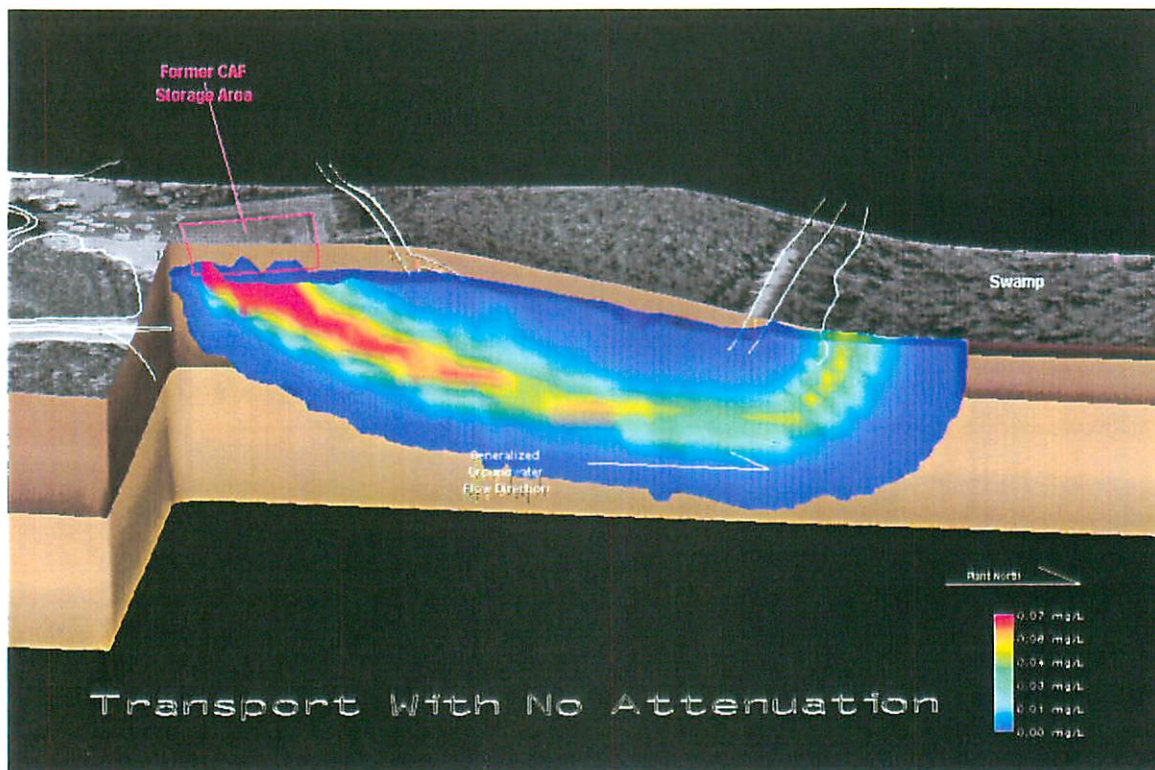 Former CAF
Storage Area
Swamp
Generalized
Groundwater
Flow Direction
Plant North
0.07 mg/L
0.06 mg/L
0.04 mg/L
0.03 mg/L
0.01 mg/L
0.00 mg/L
Transport With No Attenuation